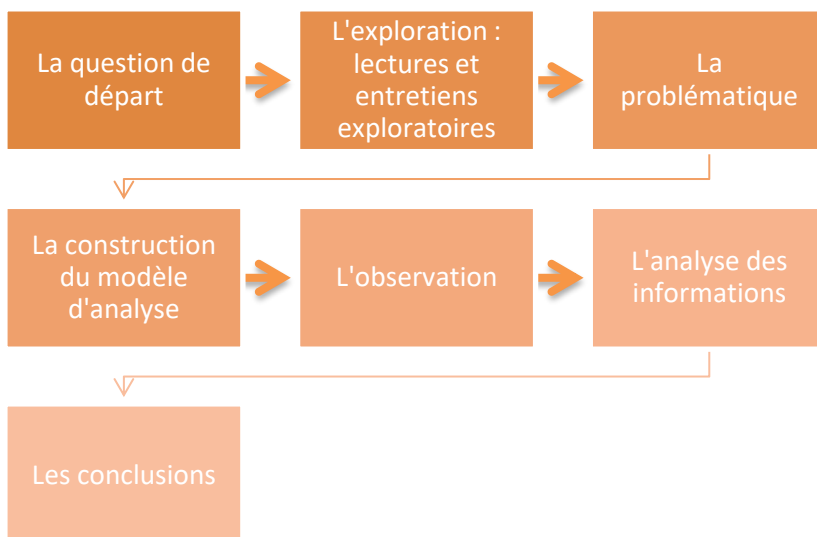 La question de
départ
L'exploration :
lectures et
entretiens
exploratoires
La
problématique
La construction
du modèle
d'analyse
L'observation
L'analyse des
informations
Les conclusions